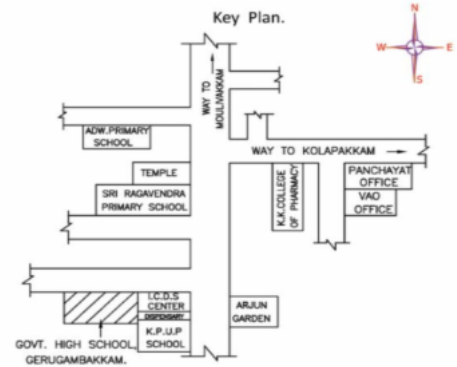 Key Plan.
N
W E
S
WAY TO
MOULIVAKKAM
ADW.PRIMARY
SCHOOL
WAY TO KOLAPAKKAM
TEMPLE
SRI RAGAVENDRA
PRIMARY SCHOOL
K.K.COLLEGE
OF PHARMACY
PANCHAYAT
OFFICE
VAO
OFFICE
I.C.D.S
CENTER
DISPENSARY
K.P.U.P
SCHOOL
ARJUN
GARDEN
GOVT. HIGH SCHOOL,
GERUGAMBAKKAM.